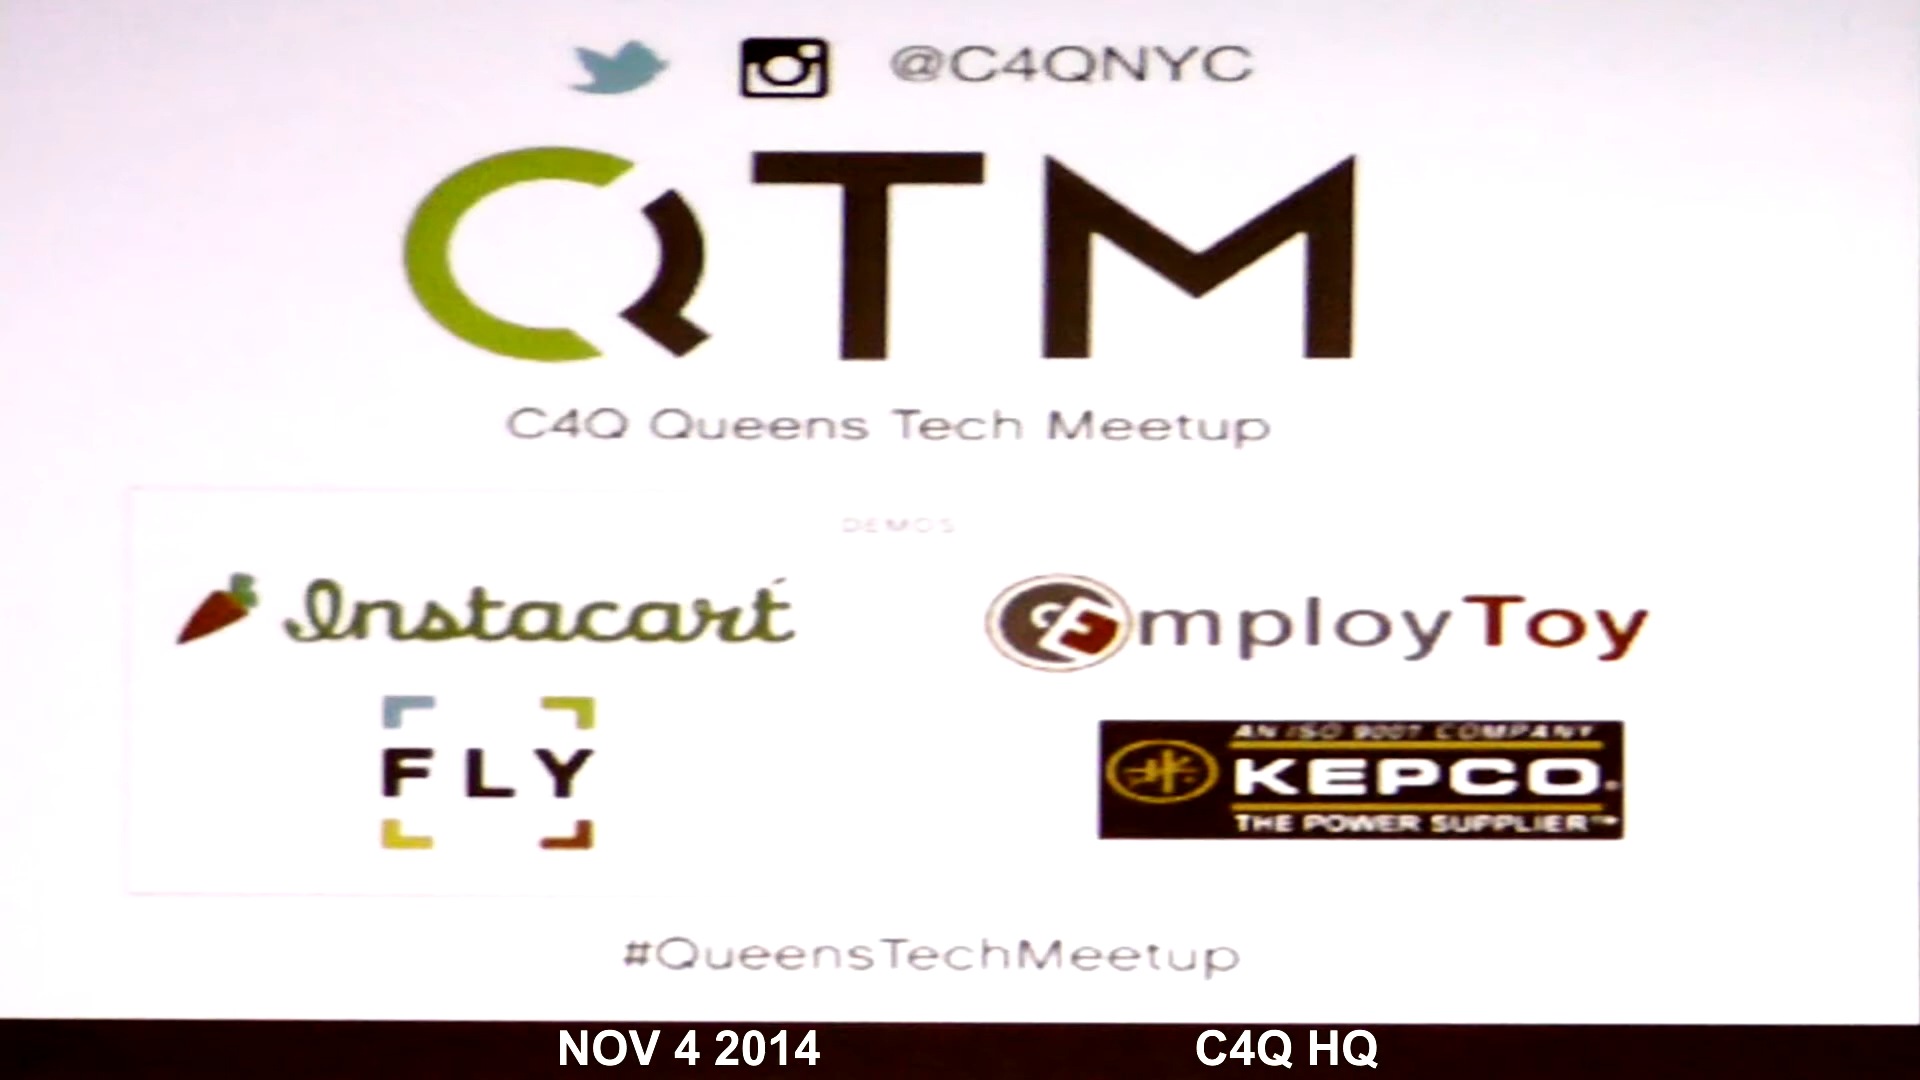 @C4QNYC
QTM
C4Q Queens Tech Meetup
DEMOS
Instacart
EmployToy
FLY
AN ISO 9001 COMPANY
KEPCO
THE POWER SUPPLIER™
#QueensTechMeetup
NOV 4 2014
C4Q HQ